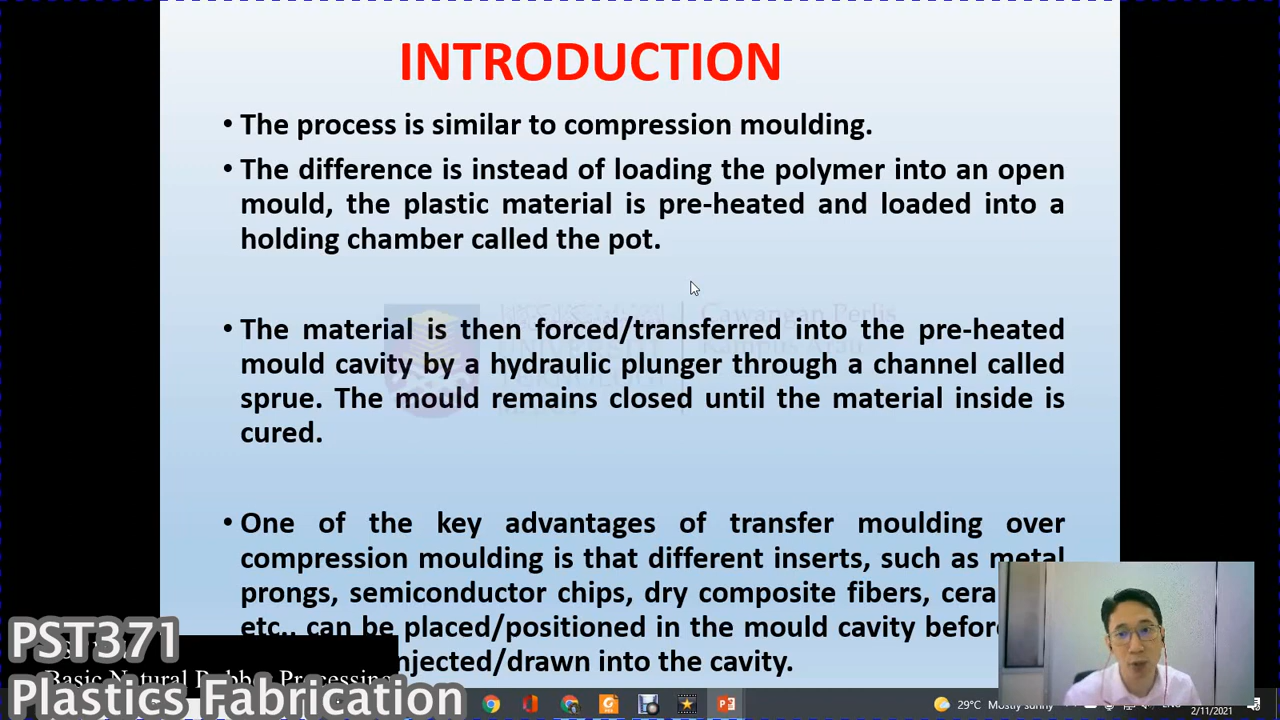 INTRODUCTION
• The process is similar to compression moulding.
• The difference is instead of loading the polymer into an open
mould, the plastic material is pre-heated and loaded into a
holding chamber called the pot.
• The material is then forced/transferred into the pre-heated
mould cavity by a hydraulic plunger through a channel called
sprue. The mould remains closed until the material inside is
cured.
Cawangan Perlis
Kampus Arau
• One of the key advantages of transfer moulding over
compression moulding is that different inserts, such as metal
prongs, semiconductor chips, dry composite fibers, cera
etc., can be placed/positioned in the mould cavity before
njected/drawn into the cavity.
PST371
Basic Natural Rubber Processing
Plastics Fabrication
29°C Mostly sunny
2/11/2021